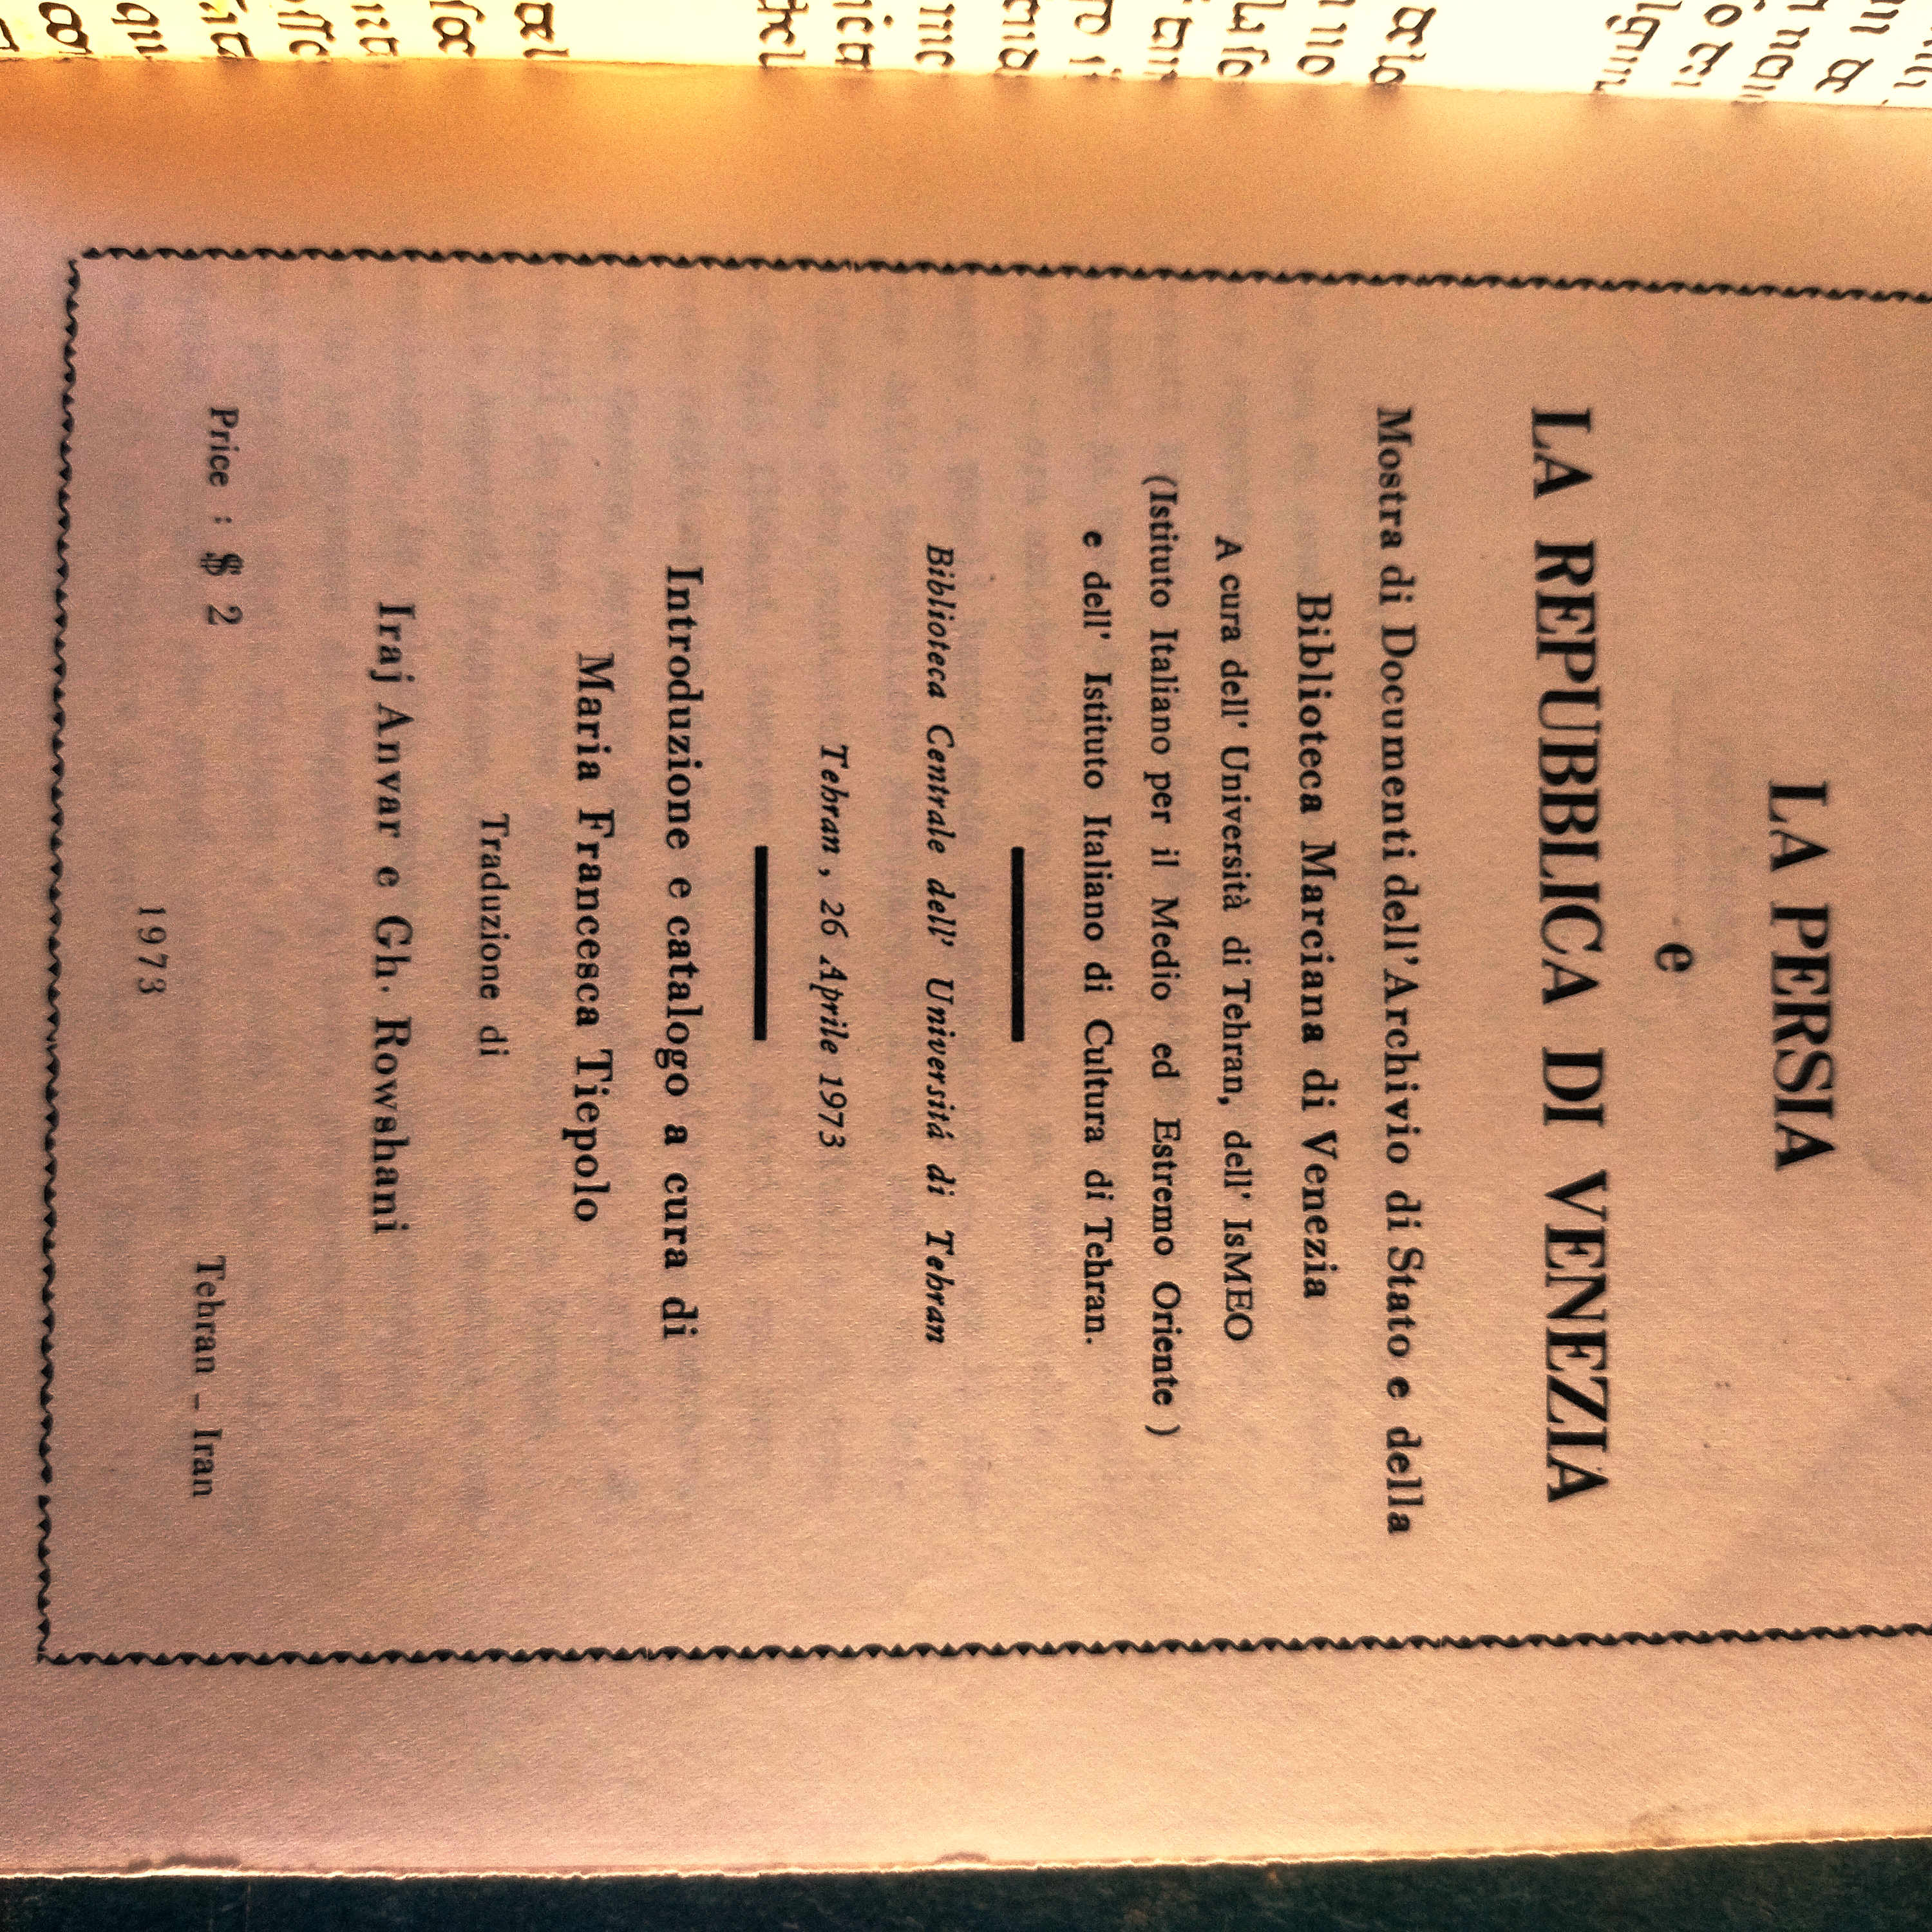 LA PERSIA
e
LA REPUBBLICA DI VENEZIA
Mostra di Documenti dell'Archivio di Stato e della
Biblioteca Marciana di Venezia
A cura dell' Università di Tehran, dell' IsMEO
(Istituto Italiano per il Medio ed Estremo Oriente )
e dell' Istituto Italiano di Cultura di Tehran.
Biblioteca Centrale dell' Universitá di Tehran
Tehran , 26 Aprile 1973
Introduzione e catalogo a cura di
Maria Francesca Tiepolo
Traduzione di
Iraj Anvar e Gh. Rowshani
Price : $ 2
Tehran - Iran
1973